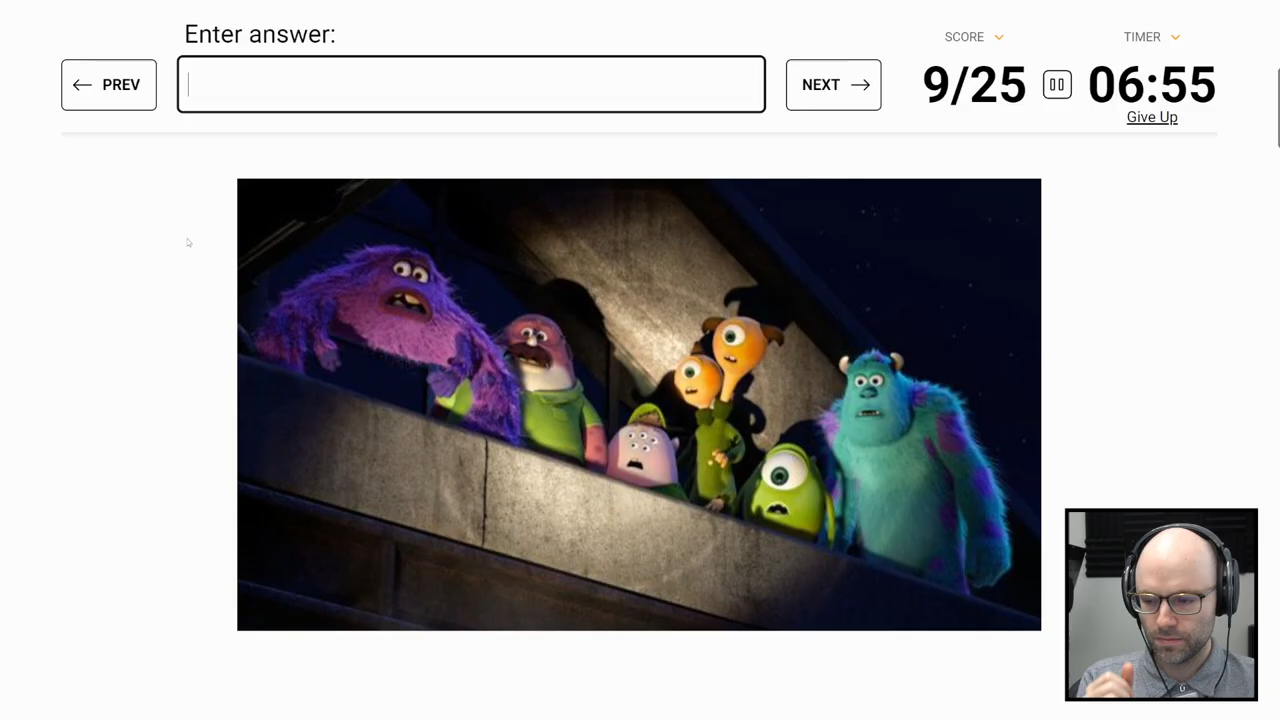 Enter answer:
PREV
NEXT
SCORE
9/25
TIMER
06:55
Give Up